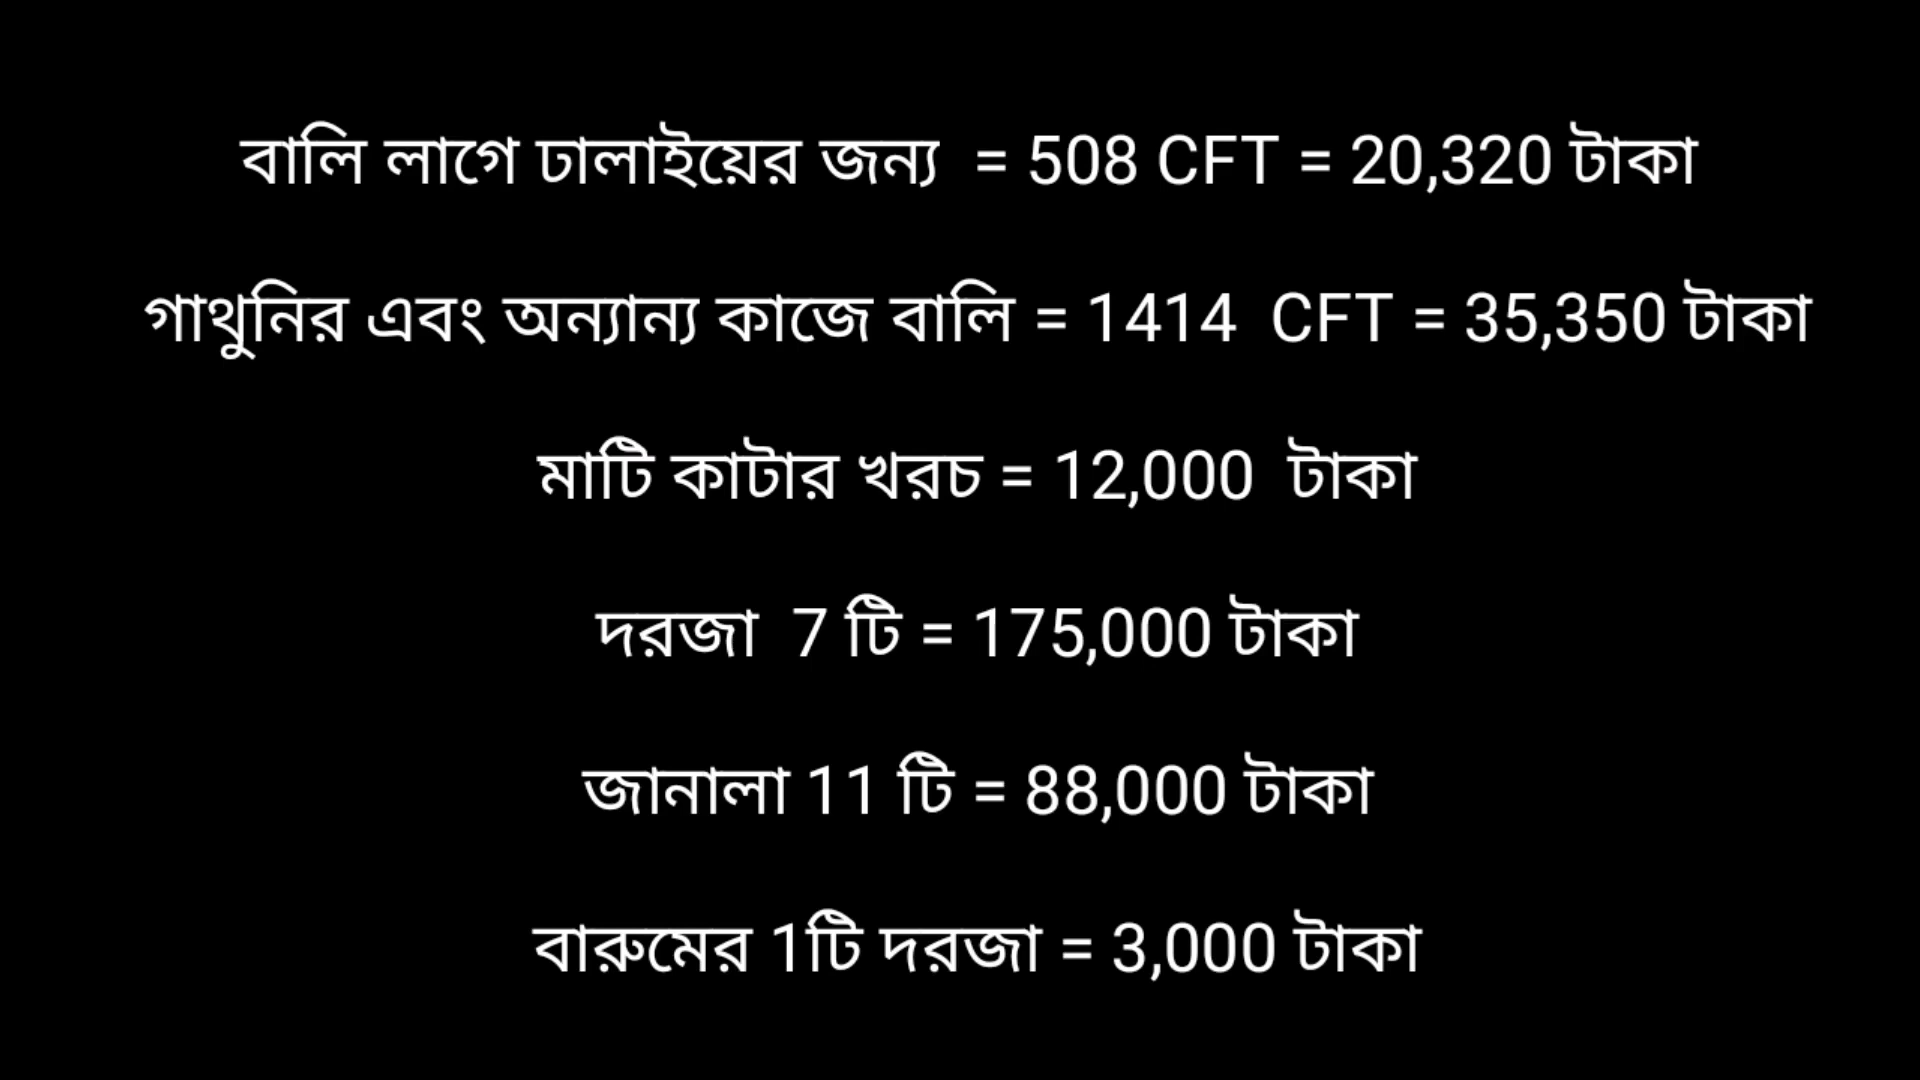 বালি লাগে ঢালাইয়ের জন্য = 508 CFT = 20,320 টাকা
গাথুনির এবং অন্যান্য কাজে বালি = 1414 CFT = 35,350 টাকা
মাটি কাটার খরচ = 12,000 টাকা
দরজা 7 টি = 175,000 টাকা
জানালা 11 টি = 88,000 টাকা
বারুমের 1টি দরজা = 3,000 টাকা